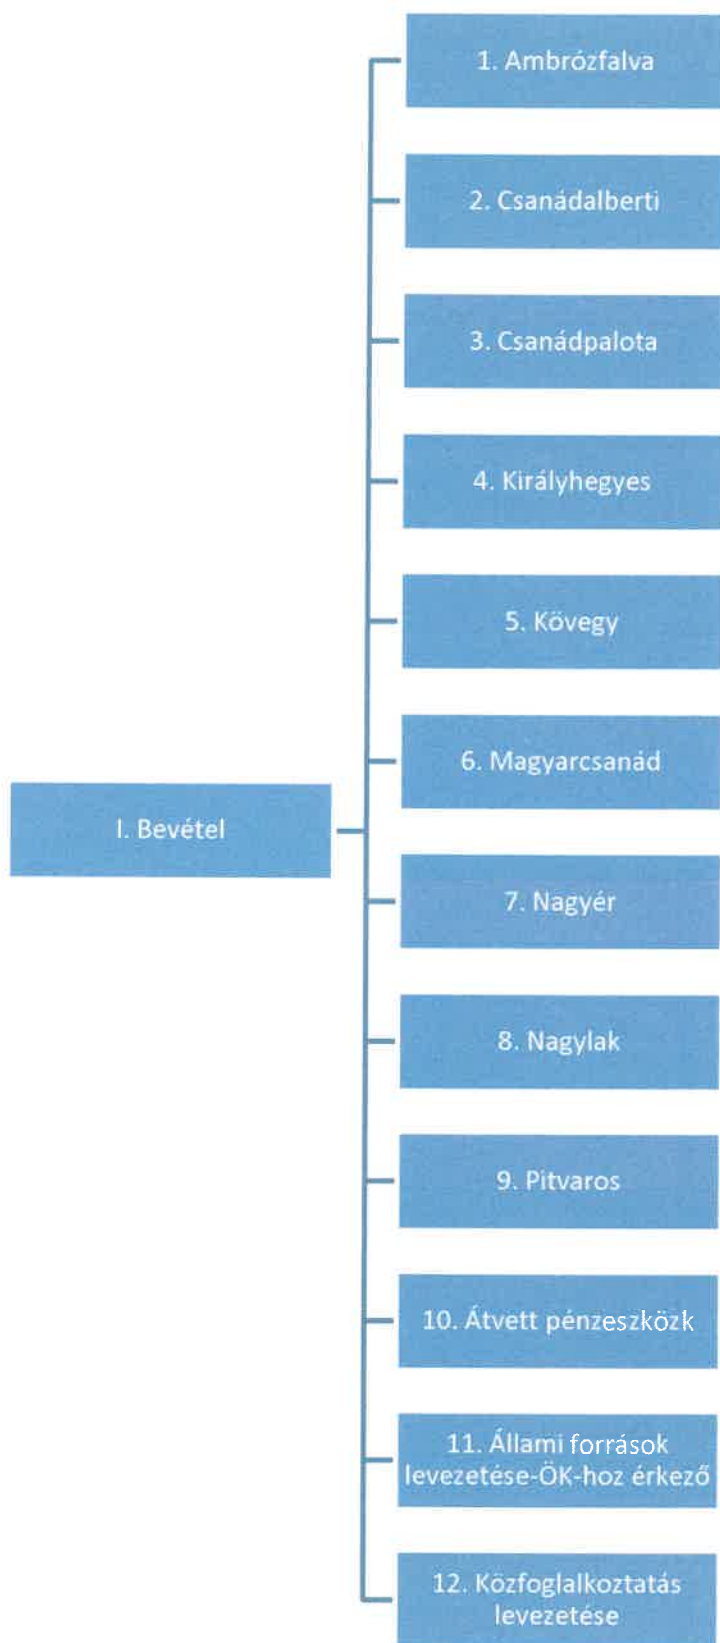 1. Ambrózfalva
2. Csanádalberti
3. Csanádpalota
4. Királyhegyes
5. Kövegy
6. Magyarcsanád
I. Bevétel
7. Nagyér
8. Nagylak
9. Pitvaros
10. Átvett pénzeszközk
11. Állami források
levezetése-ÖK-hoz érkező
12. Közfoglalkoztatás
levezetése